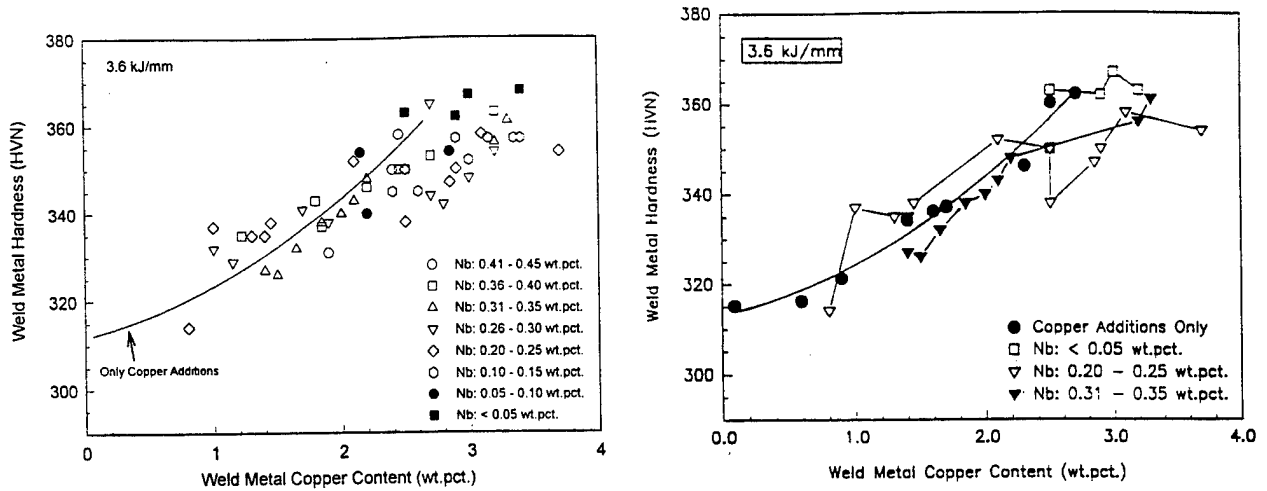 380
360
340
320
300
Weld Metal Hardness (HVN)
3.6 kJ/mm
Only Copper Additions
Nb: 0.41 - 0.45 wt.pct.
Nb: 0.36 - 0.40 wt.pct.
Nb: 0.31 - 0.35 wt.pct.
Nb: 0.26 - 0.30 wt.pct.
Nb: 0.20 - 0.25 wt.pct.
Nb: 0.10 - 0.15 wt.pct.
Nb: 0.05 - 0.10 wt.pct.
Nb: < 0.05 wt.pct.
0 1 2 3 4
Weld Metal Copper Content (wt.pct.)
380
360
340
320
300
Weld Metal Hardness (HVN)
3.6 kJ/mm
Copper Additions Only
Nb: < 0.05 wt.pct.
Nb: 0.20 - 0.25 wt.pct.
Nb: 0.31 - 0.35 wt.pct.
0.0 1.0 2.0 3.0 4.0
Weld Metal Copper Content (wt.pct.)